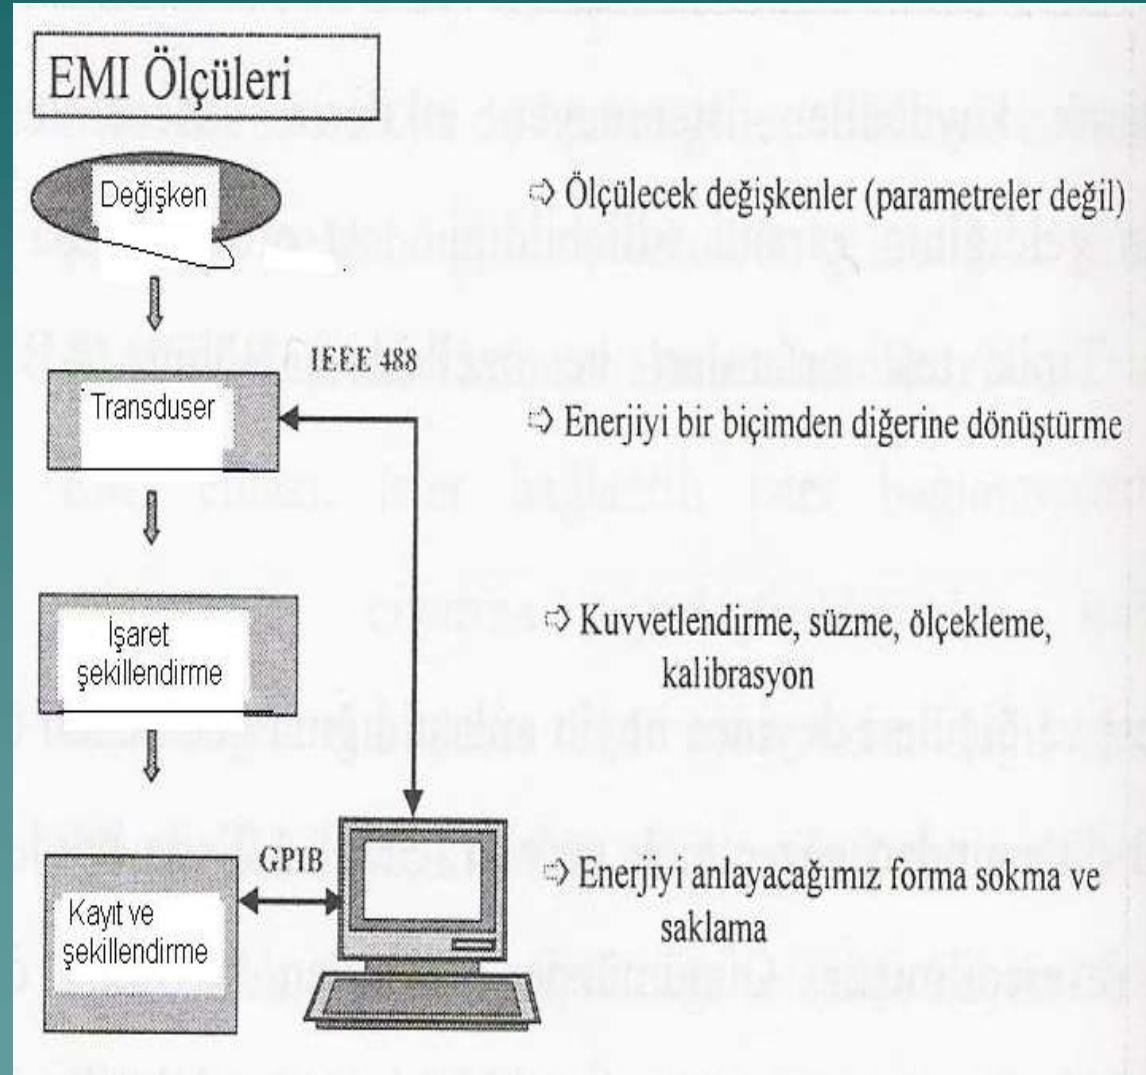 EMI Ölçüleri
Değişken
⇨ Ölçülecek değişkenler (parametreler değil)
IEEE 488
Transduser
⇨ Enerjiyi bir biçimden diğerine dönüştürme
İşaret
şekillendirme
⇨ Kuvvetlendirme, süzme, ölçekleme,
kalibrasyon
GPIB
Kayıt ve
şekillendirme
⇨ Enerjiyi anlayacağımız forma sokma ve
saklama